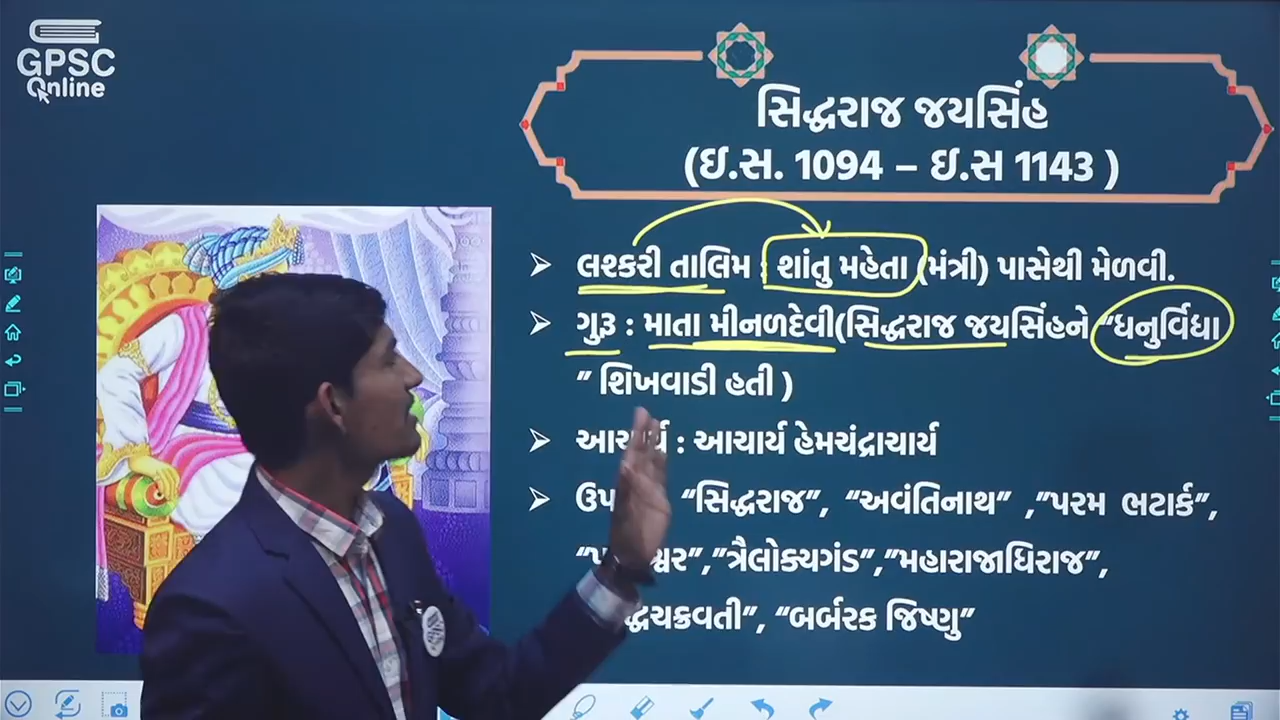 GPSC
Online
સિદ્ધરાજ જયસિંહ
(ઇ.સ. 1094 – ઇ.સ 1143 )
લશ્કરી તાલિમ : શાંતુ મહેતા (મંત્રી) પાસેથી મેળવી.
ગુરૂ : માતા મીનળદેવી(સિદ્ધરાજ જયસિંહને “ધનુર્વિધા
” શિખવાડી હતી )
: આચાર્ય હેમચંદ્રાચાર્ય
“સિદ્ધરાજ”, “અવંતિનાથ” ,”પરમ ભટાર્ક”,
”ત્રૈલોક્યગંડ”,”મહારાજાધિરાજ”,
“બર્બરક જિષ્ણુ”